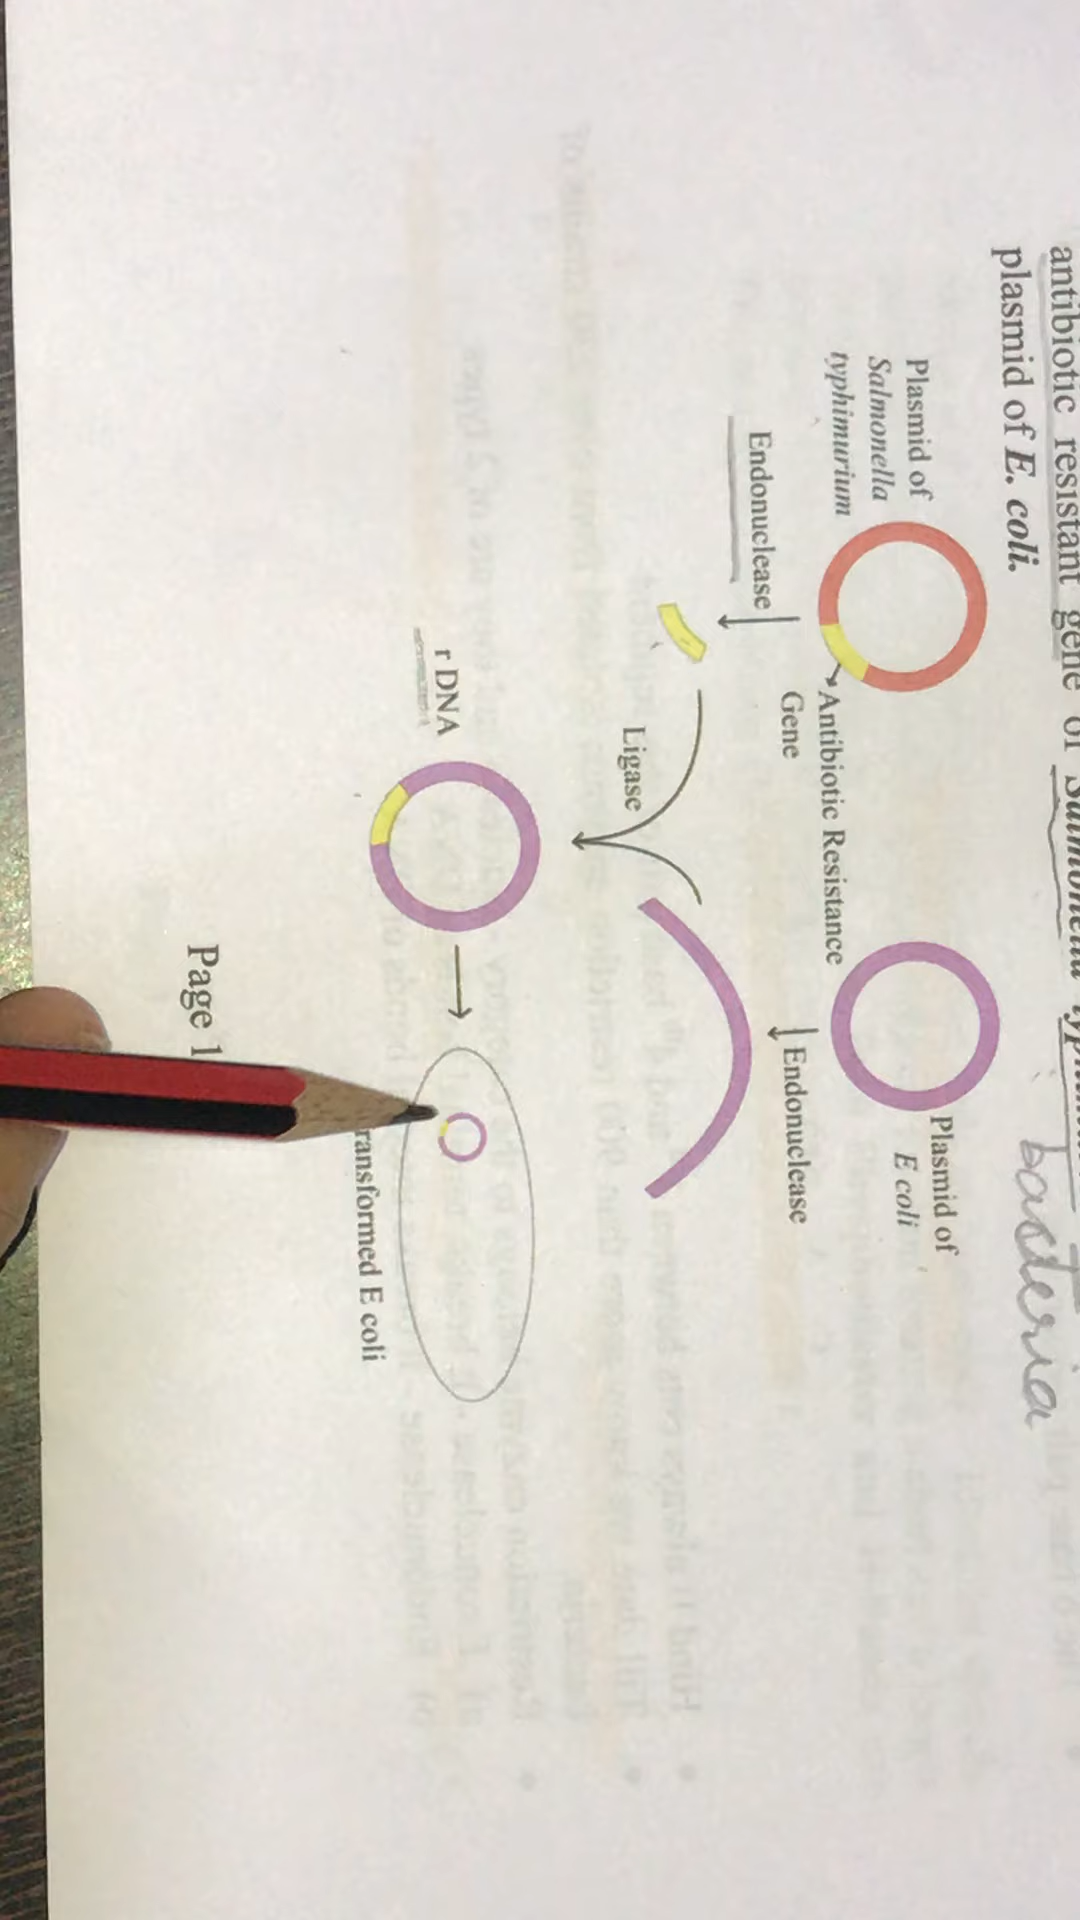 antibiotic resistant gene of Salmonella
plasmid of E. coli.
bacteria
Plasmid of
Salmonella
typhimurium
Plasmid of
E coli
Antibiotic Resistance
Gene
Endonuclease
Endonuclease
Ligase
r DNA
ransformed E coli
Page 1